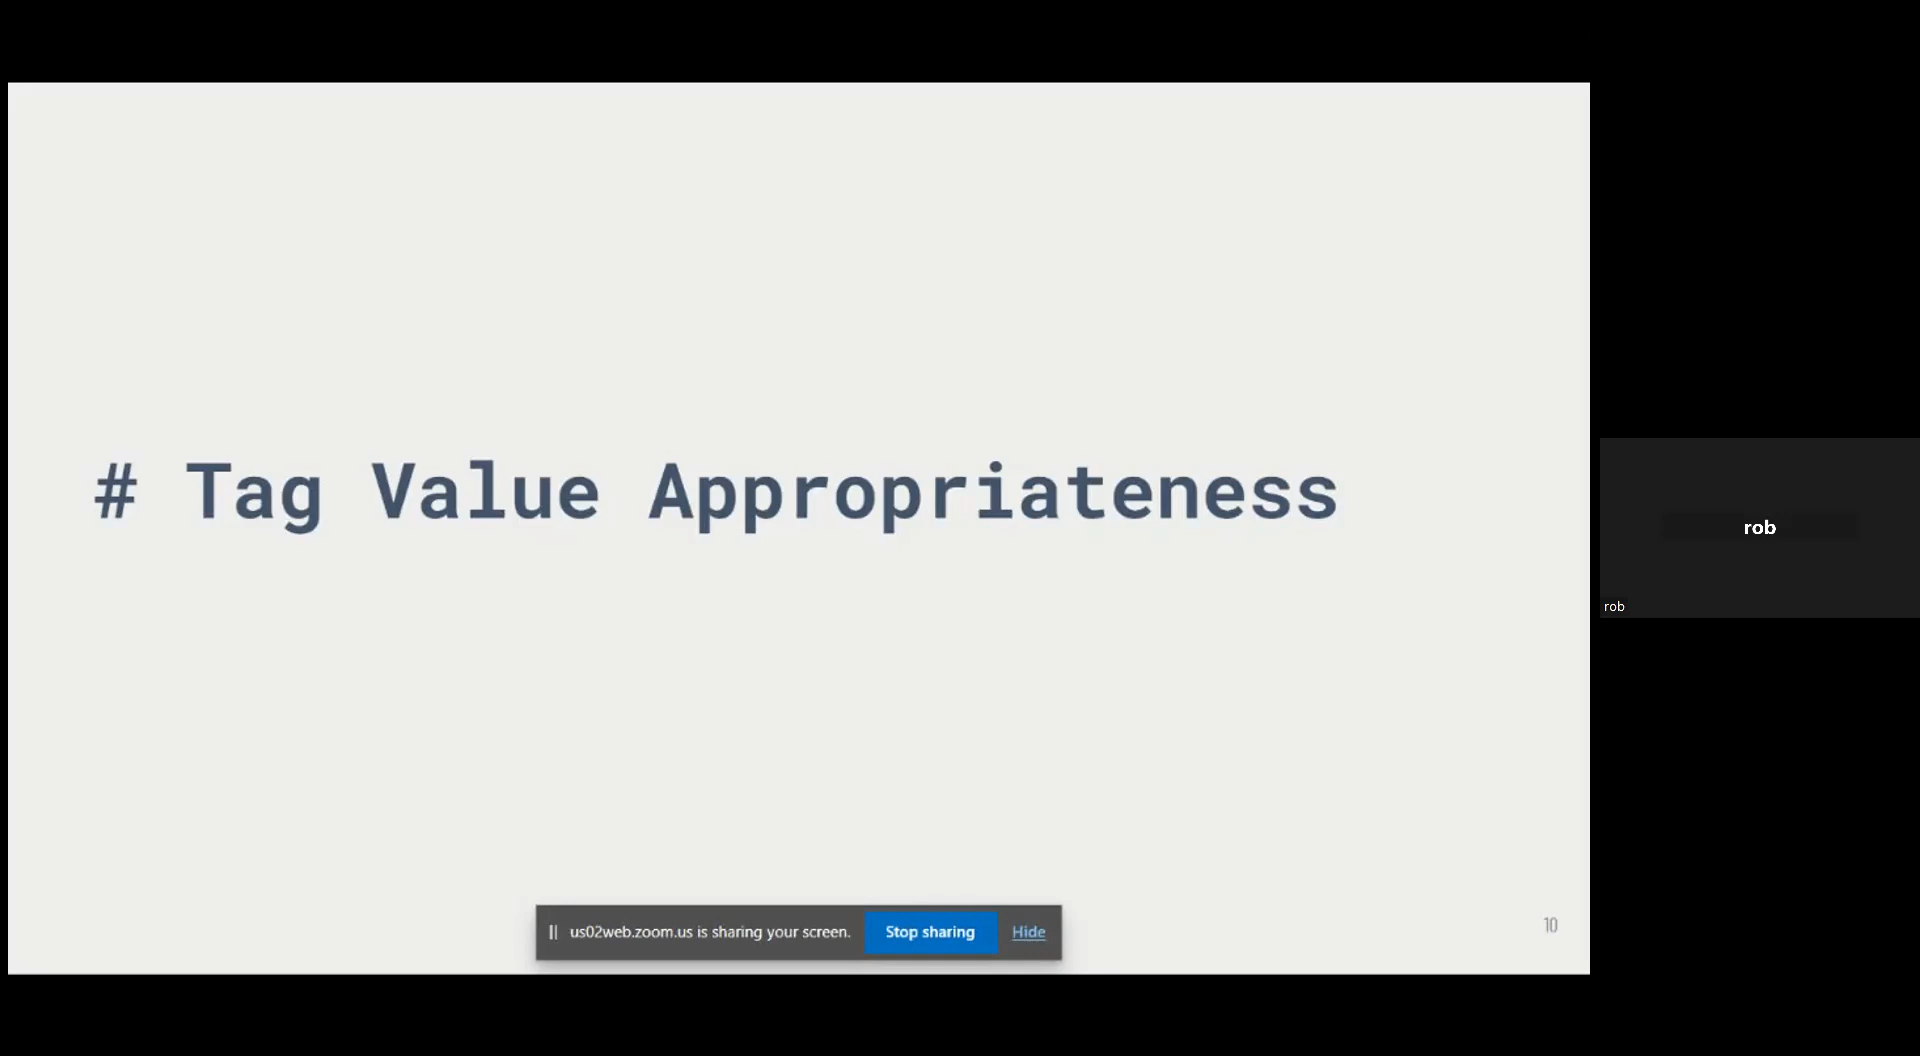 # Tag Value Appropriateness
us02web.zoom.us is sharing your screen. Stop sharing Hide
10
rob
rob